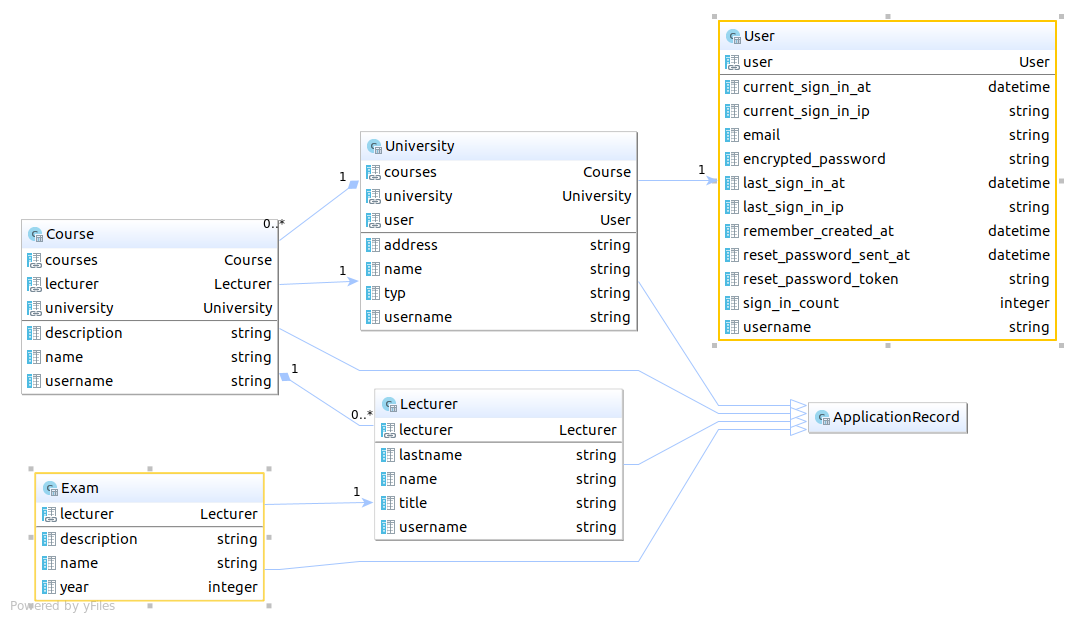 User
user User
current_sign_in_at datetime
current_sign_in_ip string
email string
encrypted_password string
last_sign_in_at datetime
last_sign_in_ip string
remember_created_at datetime
reset_password_sent_at datetime
reset_password_token string
sign_in_count integer
username string
University
courses Course
university University
user User
address string
name string
typ string
username string
1
1
0..*
1
Course
courses Course
lecturer Lecturer
university University
description string
name string
username string
1
0..*
Lecturer
lecturer Lecturer
lastname string
name string
title string
username string
ApplicationRecord
1
Exam
lecturer Lecturer
description string
name string
year integer
Powered by yFiles